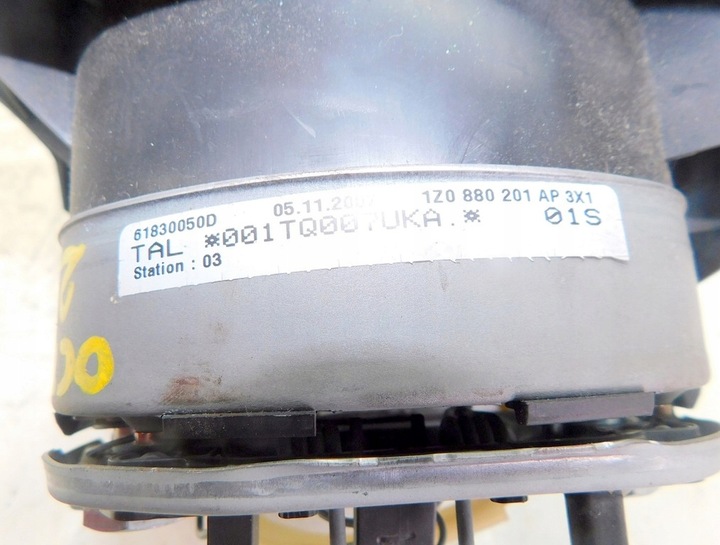 61830050D 05.11.200 1Z0 880 201 AP 3X1
TAL *001TQ007UKA.* 01S
Station : 03